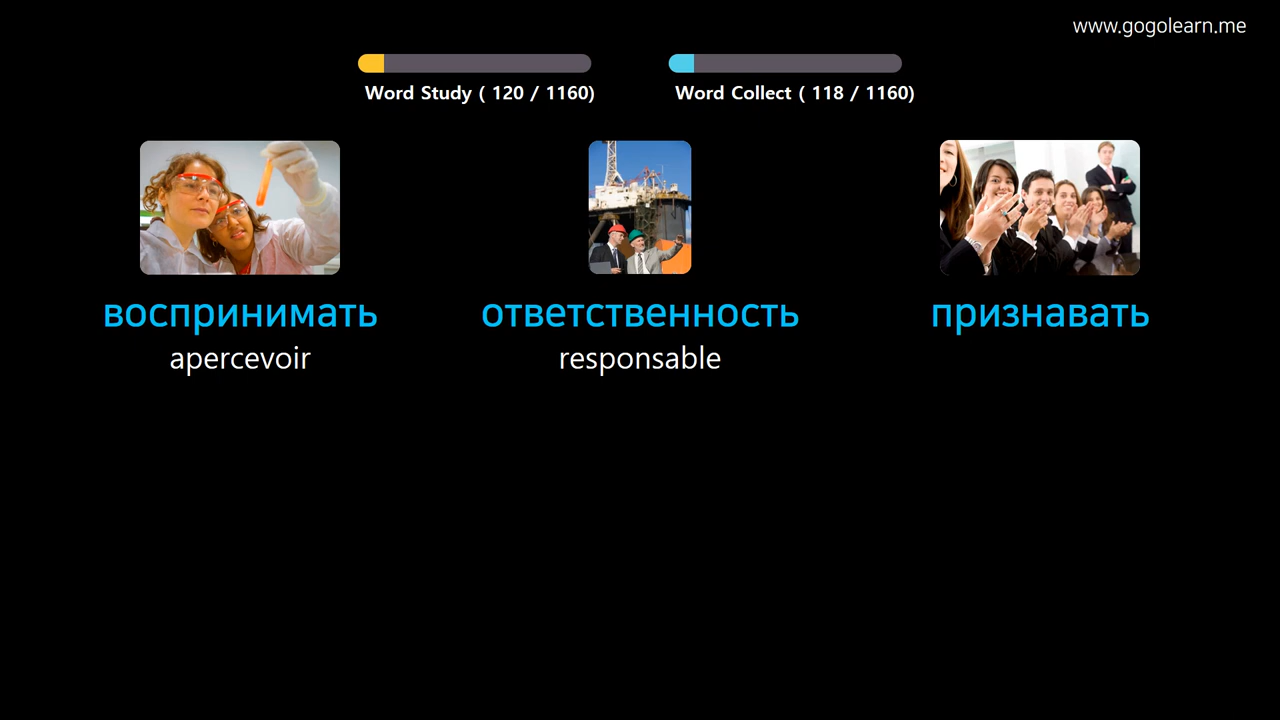 www.gogolearn.me
Word Study ( 120 / 1160)
Word Collect ( 118 / 1160)
воспринимать
apercevoir
ответственность
responsable
признавать